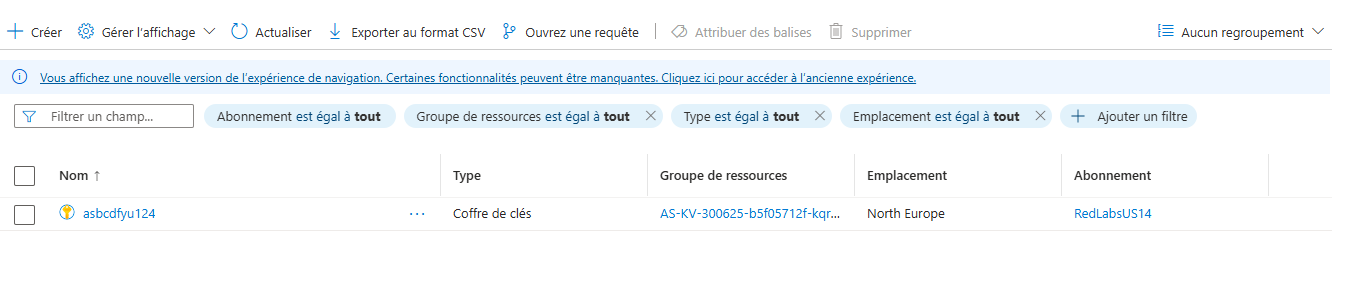 Créer Gérer l'affichage Actualiser Exporter au format CSV Ouvrez une requête Attribuer des balises Supprimer Aucun regroupement
Vous affichez une nouvelle version de l'expérience de navigation. Certaines fonctionnalités peuvent être manquantes. Cliquez ici pour accéder à l'ancienne expérience.
Filtrer un champ... Abonnement est égal à tout Groupe de ressources est égal à tout Type est égal à tout Emplacement est égal à tout Ajouter un filtre
Nom ↑ Type Groupe de ressources Emplacement Abonnement
asbcdfyu124 ... Coffre de clés AS-KV-300625-b5f05712f-kqr... North Europe RedLabsUS14